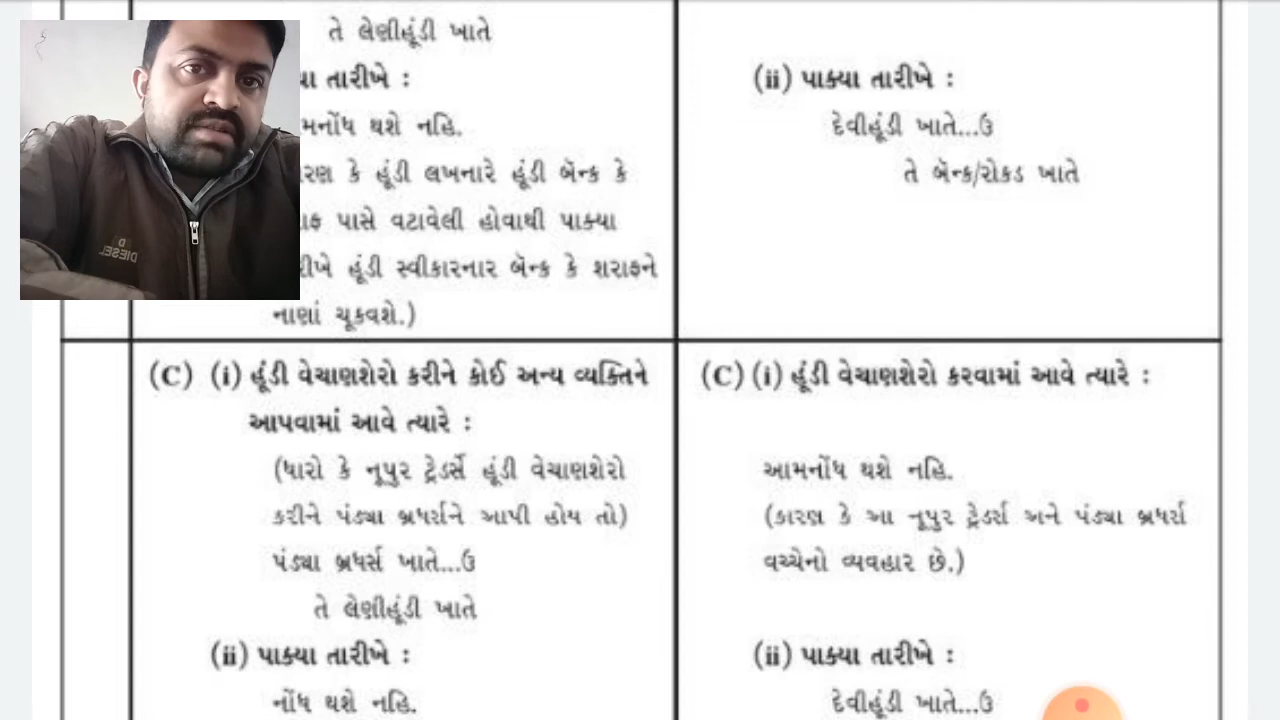 તે લેણીહૂંડી ખાતે
યા તારીખે :
મનોંધ થશે નહિ.
રણ કે હૂંડી લખનારે હૂંડી બૅન્ક કે
ાફ પાસે વટાવેલી હોવાથી પાક્યા
રીખે હૂંડી સ્વીકારનાર બૅન્ક કે શરાફને
નાણાં ચૂકવશે.)
(ii) પાક્યા તારીખે :
દેવીહૂંડી ખાતે...ઉ
તે બૅન્ક/રોકડ ખાતે
(C) (i) હૂંડી વેચાણશેરો કરીને કોઈ અન્ય વ્યક્તિને
આપવામાં આવે ત્યારે :
(ધારો કે નૂપુર ટ્રેડર્સે હૂંડી વેચાણશેરો
કરીને પંડ્યા બ્રધર્સને આપી હોય તો)
પંડ્યા બ્રધર્સ ખાતે...ઉ
તે લેણીહૂંડી ખાતે
(ii) પાક્યા તારીખે :
નોંધ થશે નહિ.
(C) (i) હૂંડી વેચાણશેરો કરવામાં આવે ત્યારે :
આમનોંધ થશે નહિ.
(કારણ કે આ નૂપુર ટ્રેડર્સ અને પંડ્યા બ્રધર્સ
વચ્ચેનો વ્યવહાર છે.)
(ii) પાક્યા તારીખે :
દેવીહૂંડી ખાતે...ઉ
DIESEL
D